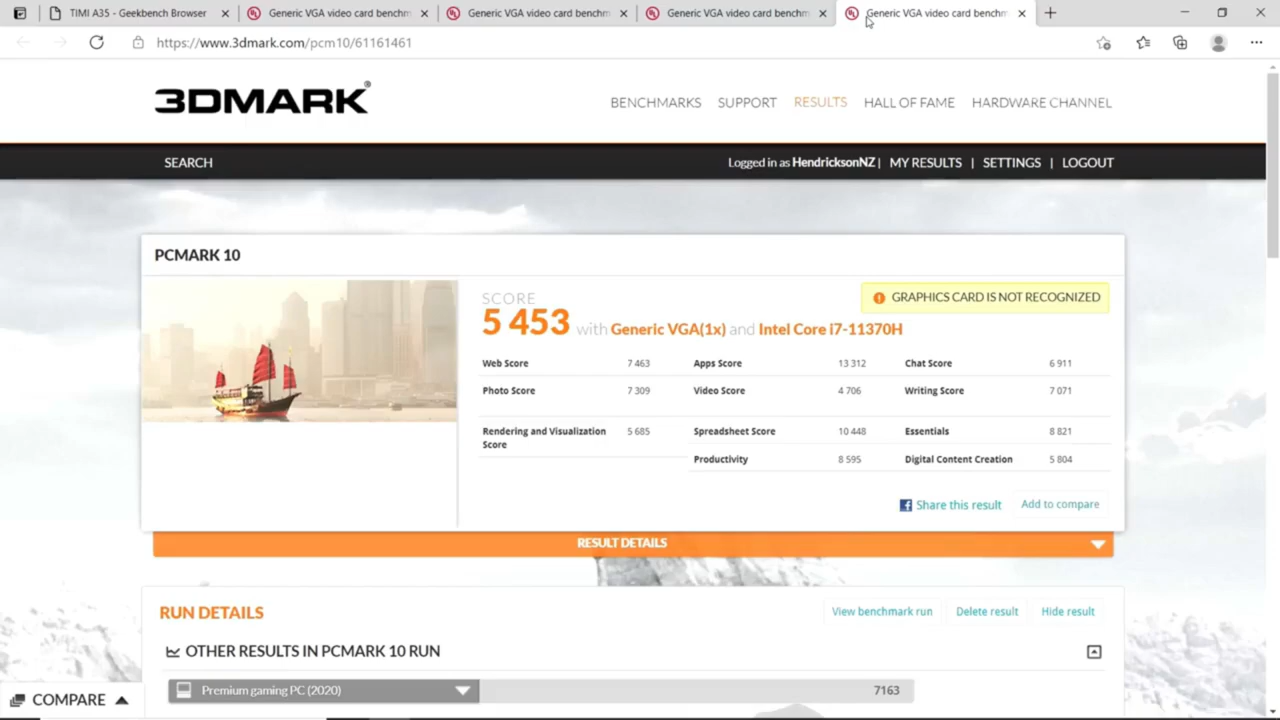 TIMI A35 - Geekbench Browser
Generic VGA video card benchm
Generic VGA video card benchm
Generic VGA video card benchm
Generic VGA video card benchm
https://www.3dmark.com/pcm10/61161461
3DMARK®
BENCHMARKS SUPPORT RESULTS HALL OF FAME HARDWARE CHANNEL
SEARCH
Logged in as HendricksonNZ | MY RESULTS | SETTINGS | LOGOUT
PCMARK 10
GRAPHICS CARD IS NOT RECOGNIZED
SCORE
5 453 with Generic VGA(1x) and Intel Core i7-11370H
Web Score 7 463 Apps Score 13 312 Chat Score 6 911
Photo Score 7 309 Video Score 4 706 Writing Score 7 071
Rendering and Visualization Score 5 685 Spreadsheet Score 10 448 Essentials 8 821
Productivity 8 595 Digital Content Creation 5 804
Share this result Add to compare
RESULT DETAILS
RUN DETAILS
View benchmark run Delete result Hide result
OTHER RESULTS IN PCMARK 10 RUN
Premium gaming PC (2020) 7163
COMPARE